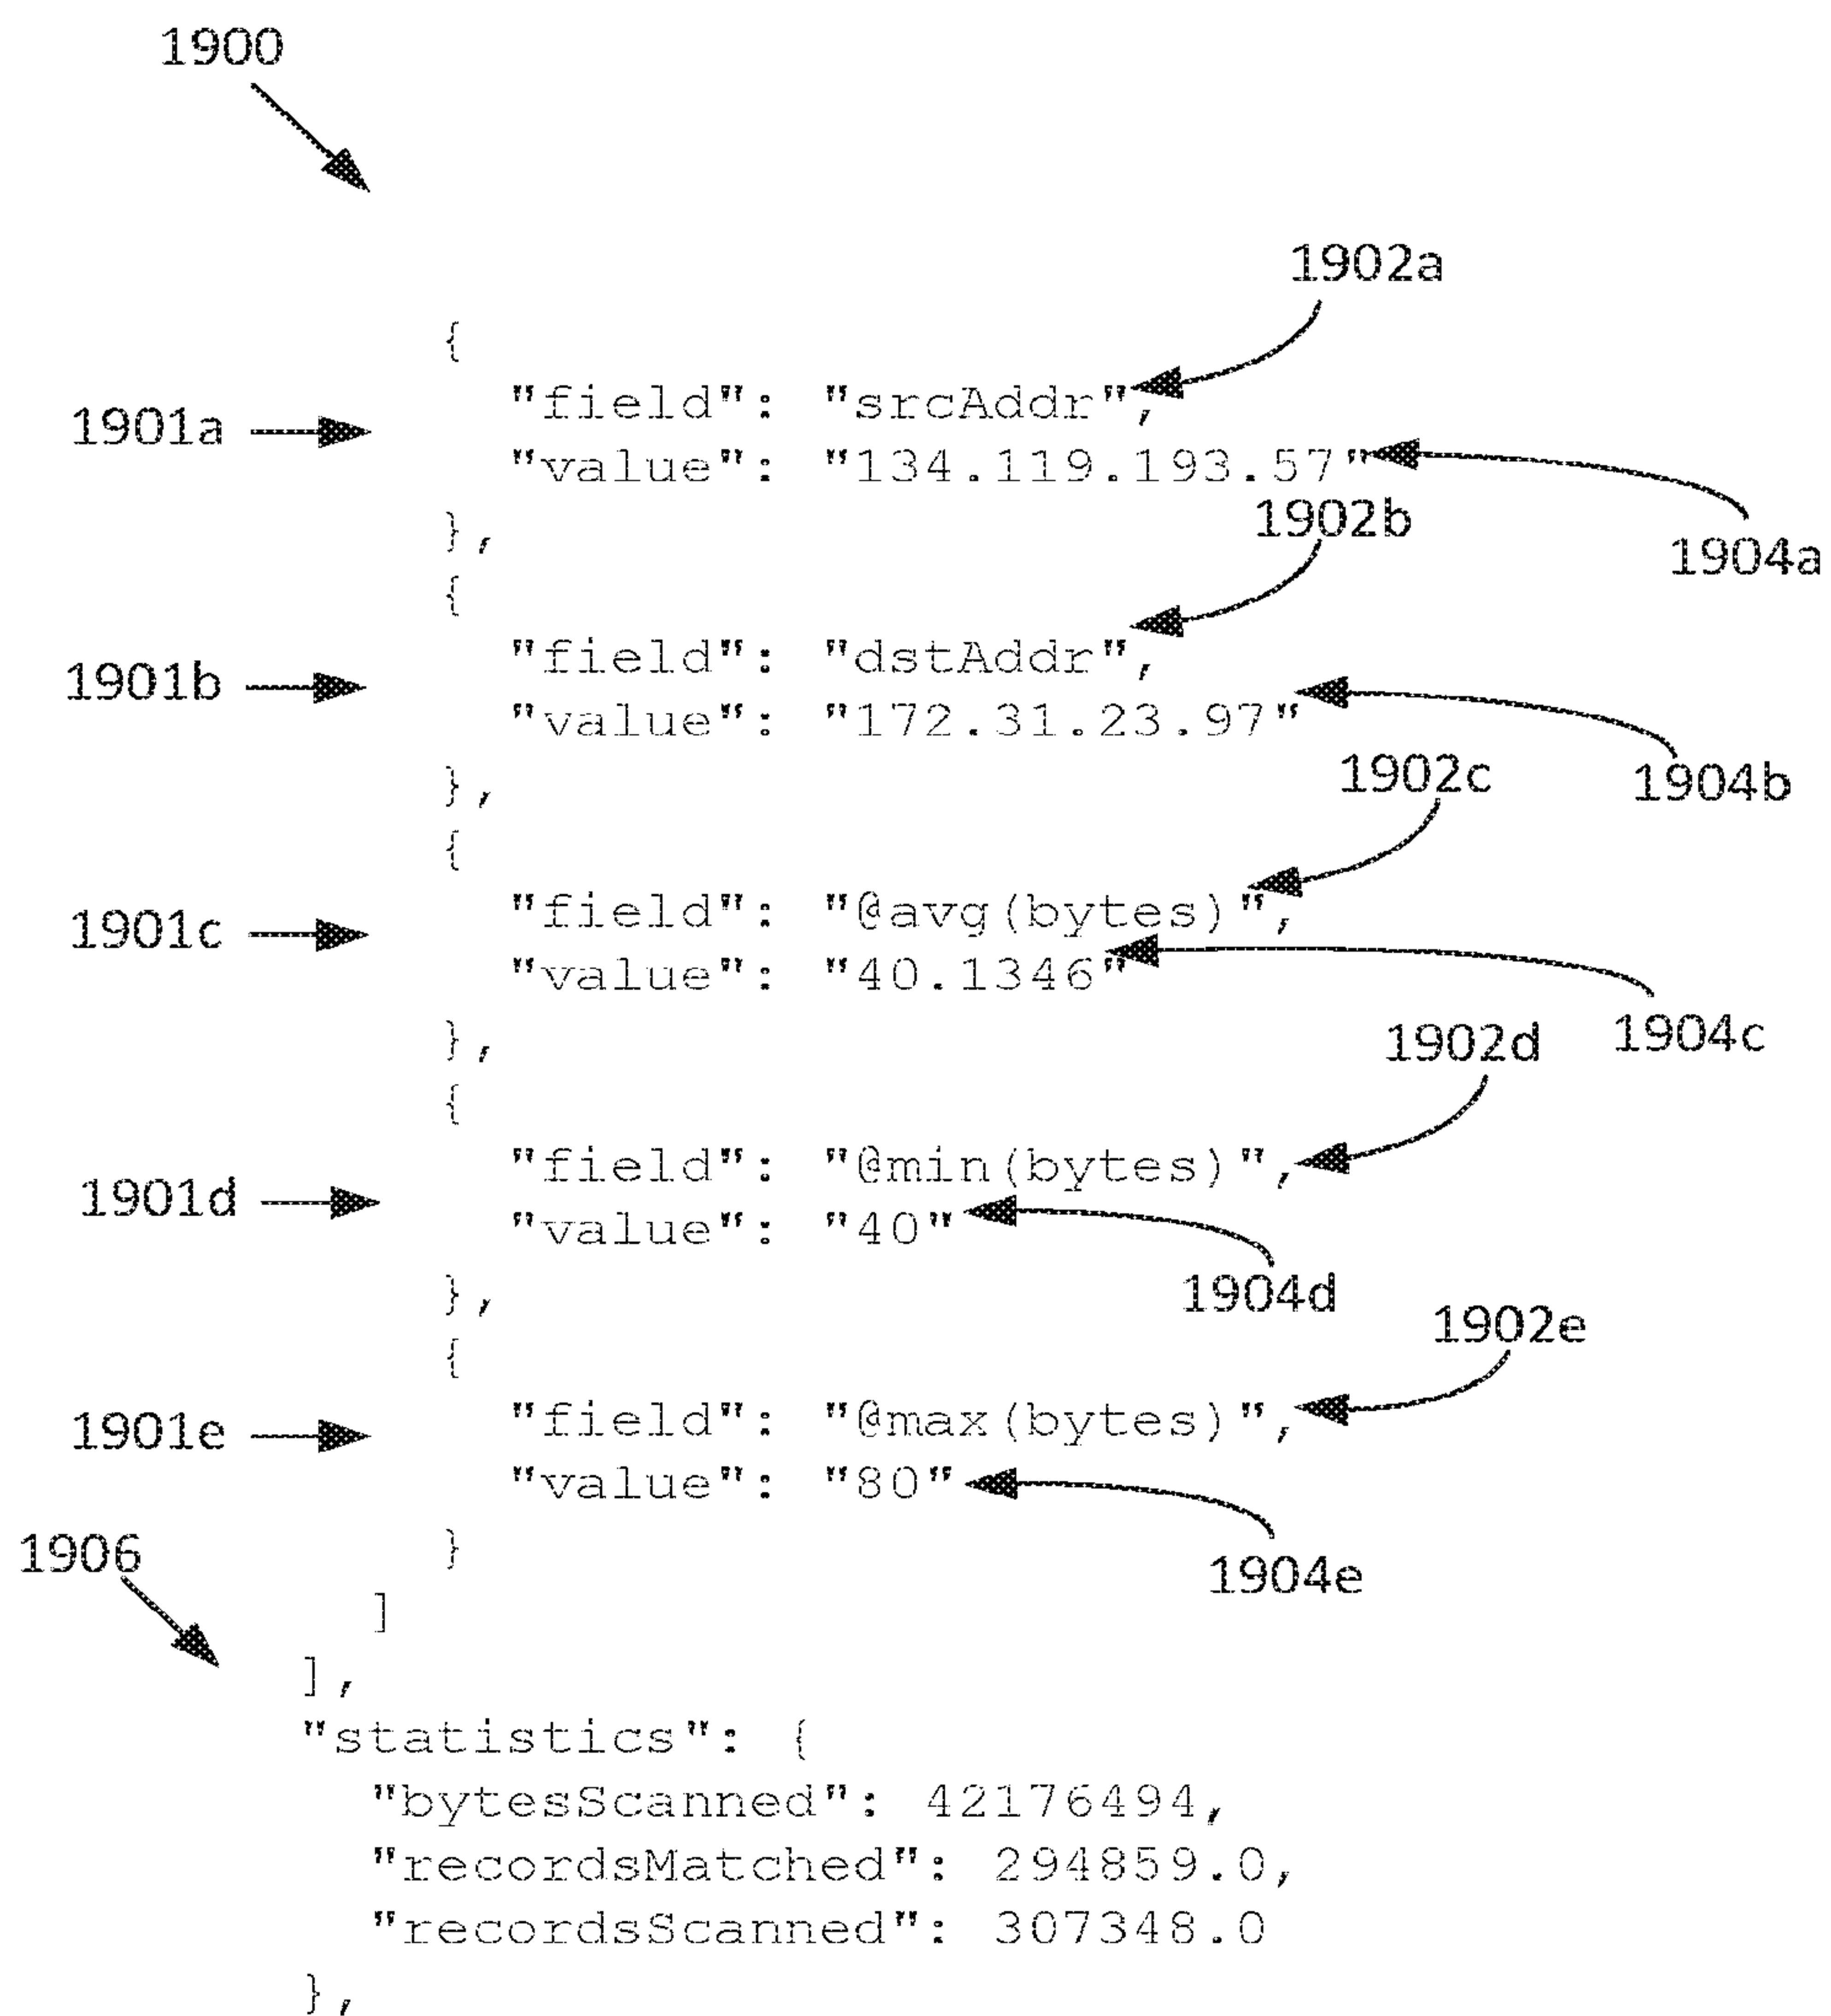 1900
1902a
{
1901a
"field": "srcAddr",
"value": "134.119.193.57"
1904a
},
1902b
{
1901b
"field": "dstAddr",
"value": "172.31.23.97"
1904b
},
1902c
{
1901c
"field": "@avg(bytes)",
"value": "40.1346"
1904c
},
1902d
{
1901d
"field": "@min(bytes)",
"value": "40"
1904d
},
1902e
{
1901e
"field": "@max(bytes)",
"value": "80"
1904e
}
1906
]
],
"statistics": {
"bytesScanned": 42176494,
"recordsMatched": 294859.0,
"recordsScanned": 307348.0
},